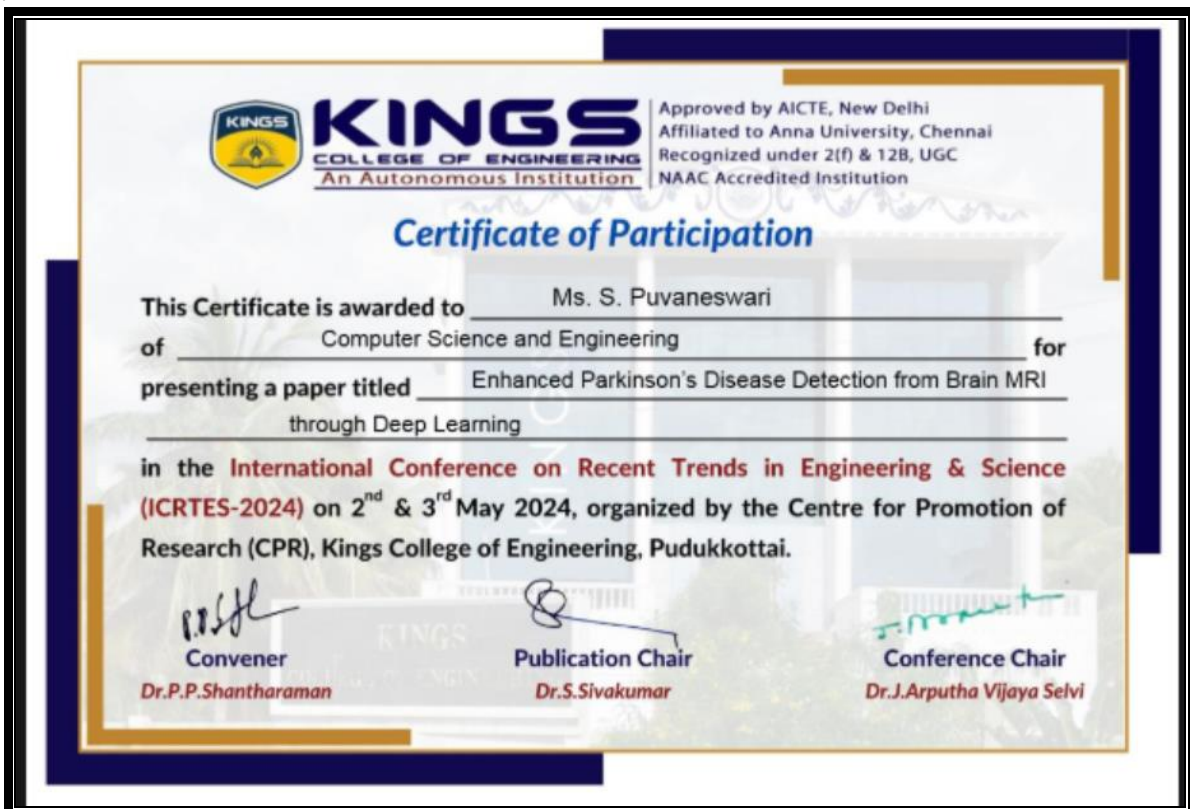 KINGS
KINGS
COLLEGE OF ENGINEERING
An Autonomous Institution
Approved by AICTE, New Delhi
Affiliated to Anna University, Chennai
Recognized under 2(f) & 12B, UGC
NAAC Accredited Institution
Certificate of Participation
This Certificate is awarded to Ms. S. Puvaneswari
of Computer Science and Engineering for
presenting a paper titled Enhanced Parkinson's Disease Detection from Brain MRI
through Deep Learning
in the International Conference on Recent Trends in Engineering & Science
(ICRTES-2024) on 2nd & 3rd May 2024, organized by the Centre for Promotion of
Research (CPR), Kings College of Engineering, Pudukkottai.
KINGS
KINGS
Convener
Publication Chair
Conference Chair
Dr.P.P.Shantharaman
Dr.S.Sivakumar
Dr.J.Arputha Vijaya Selvi